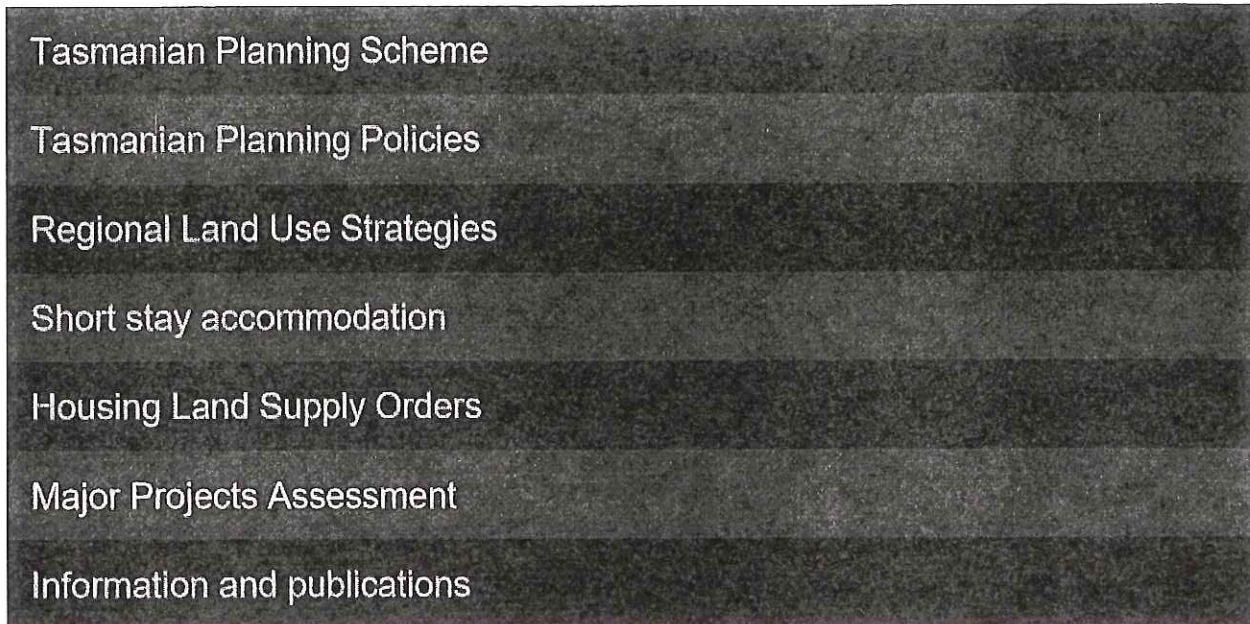 Tasmanian Planning Scheme
Tasmanian Planning Policies
Regional Land Use Strategies
Short stay accommodation
Housing Land Supply Orders
Major Projects Assessment
Information and publications